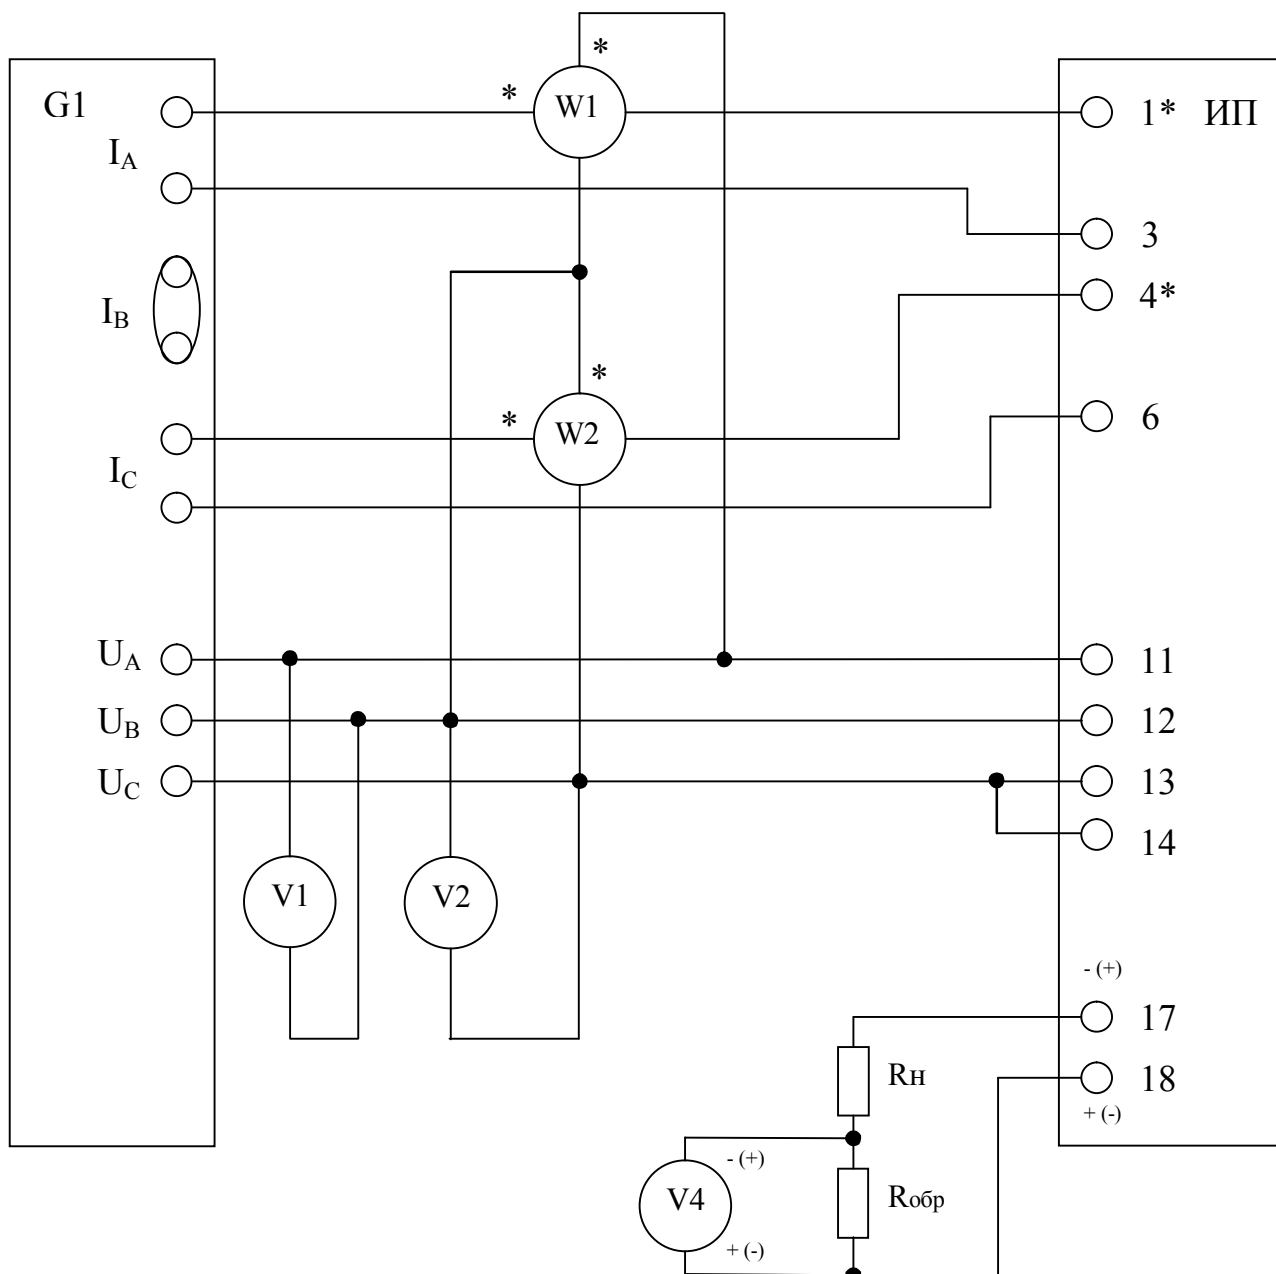 *
G1 * W1 1* ИП
I_A
3
4*
I_B
*
* W2 6
I_C
U_A 11
U_B 12
U_C 13
14
V1 V2
- (+)
17
Rн 18
+ (-)
- (+)
V4 Rобр
+ (-)